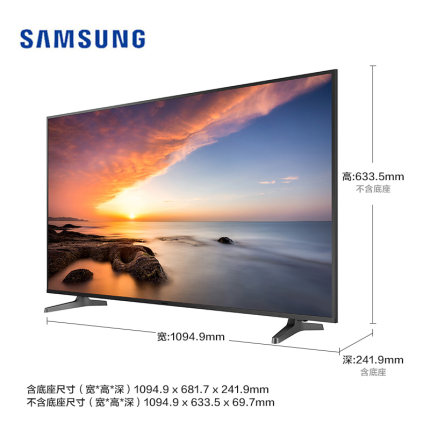 SAMSUNG
高:633.5mm
不含底座
宽:1094.9mm
深:241.9mm
含底座
含底座尺寸（宽*高*深）1094.9 x 681.7 x 241.9mm
不含底座尺寸（宽*高*深）1094.9 x 633.5 x 69.7mm